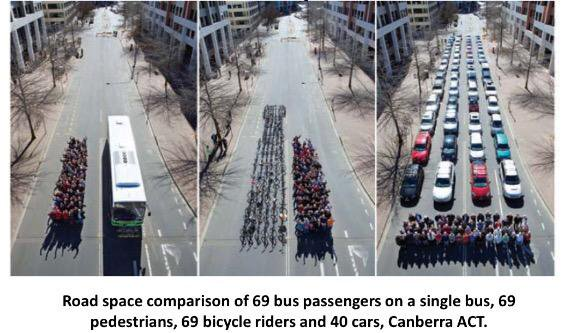 Road space comparison of 69 bus passengers on a single bus, 69
pedestrians, 69 bicycle riders and 40 cars, Canberra ACT.